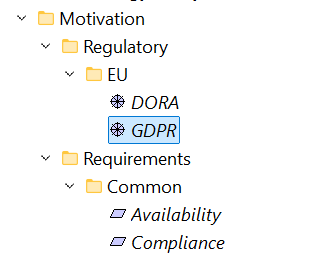 Motivation
Regulatory
EU
DORA
GDPR
Requirements
Common
Availability
Compliance